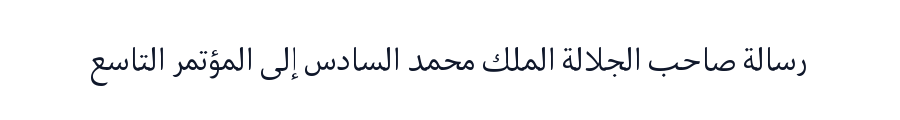 رسالة صاحب الجلالة الملك محمد السادس إلى المؤتمر التاسع